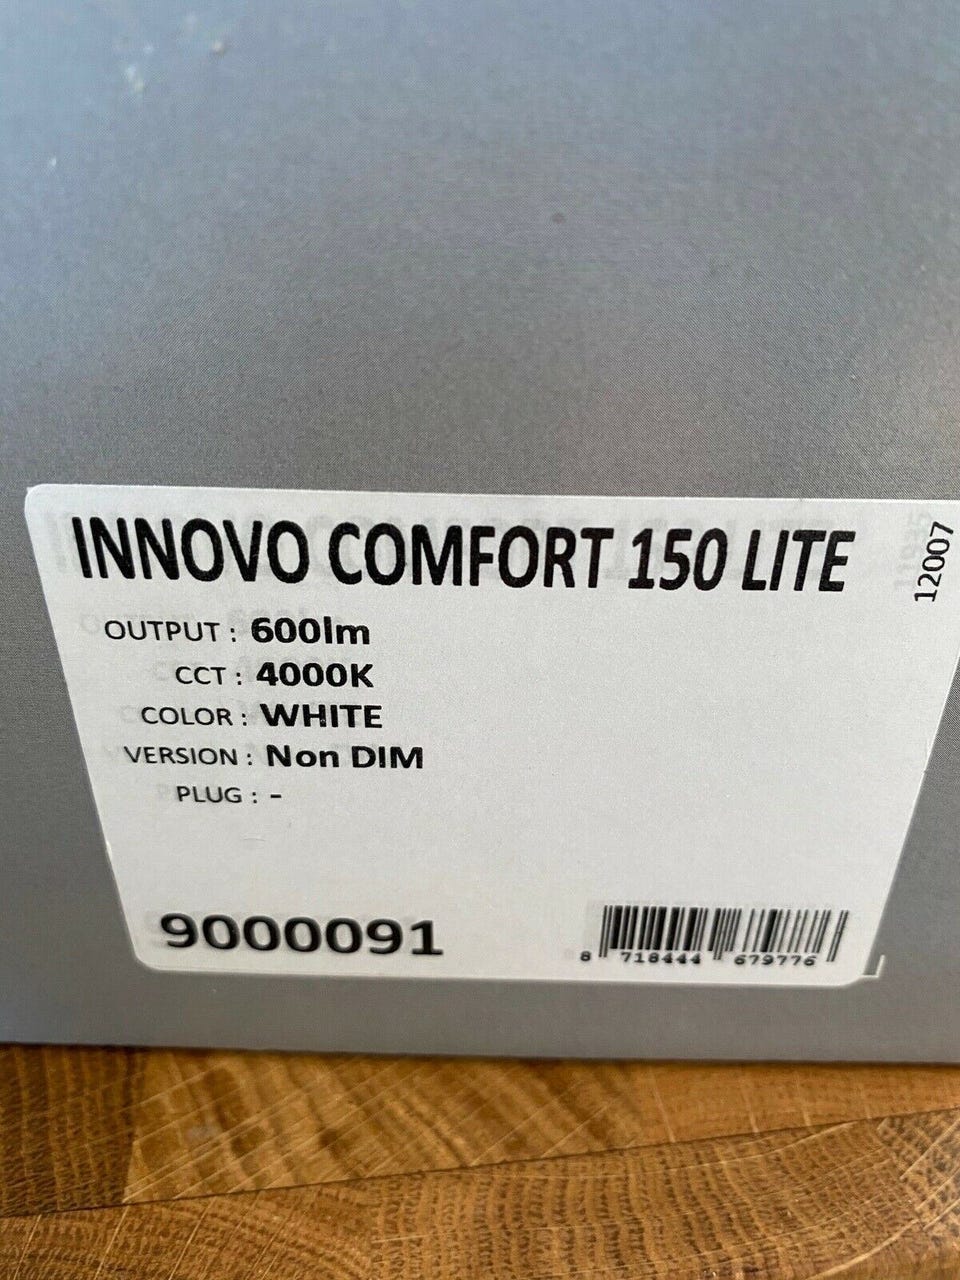 INNOVO COMFORT 150 LITE
12007
OUTPUT : 600lm
CCT : 4000K
COLOR : WHITE
VERSION : Non DIM
PLUG : -
9000091
8 718444 679776